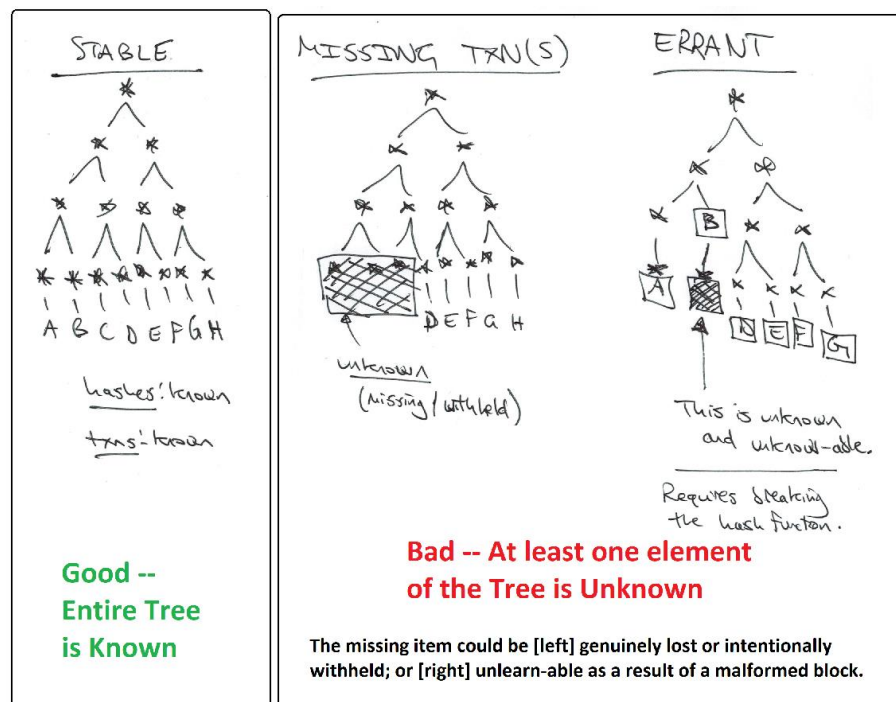 STABLE
A B C D E F G H
hashes: known
txns: known
Good --
Entire Tree
is Known
MISSING TXN(S)
D E F G H
unknown
(missing/withheld)
ERRANT
B
A
D E F G
This is unknown
and unknow-able.
Requires breaking
the hash function.
Bad -- At least one element
of the Tree is Unknown
The missing item could be [left] genuinely lost or intentionally
withheld; or [right] unlearn-able as a result of a malformed block.